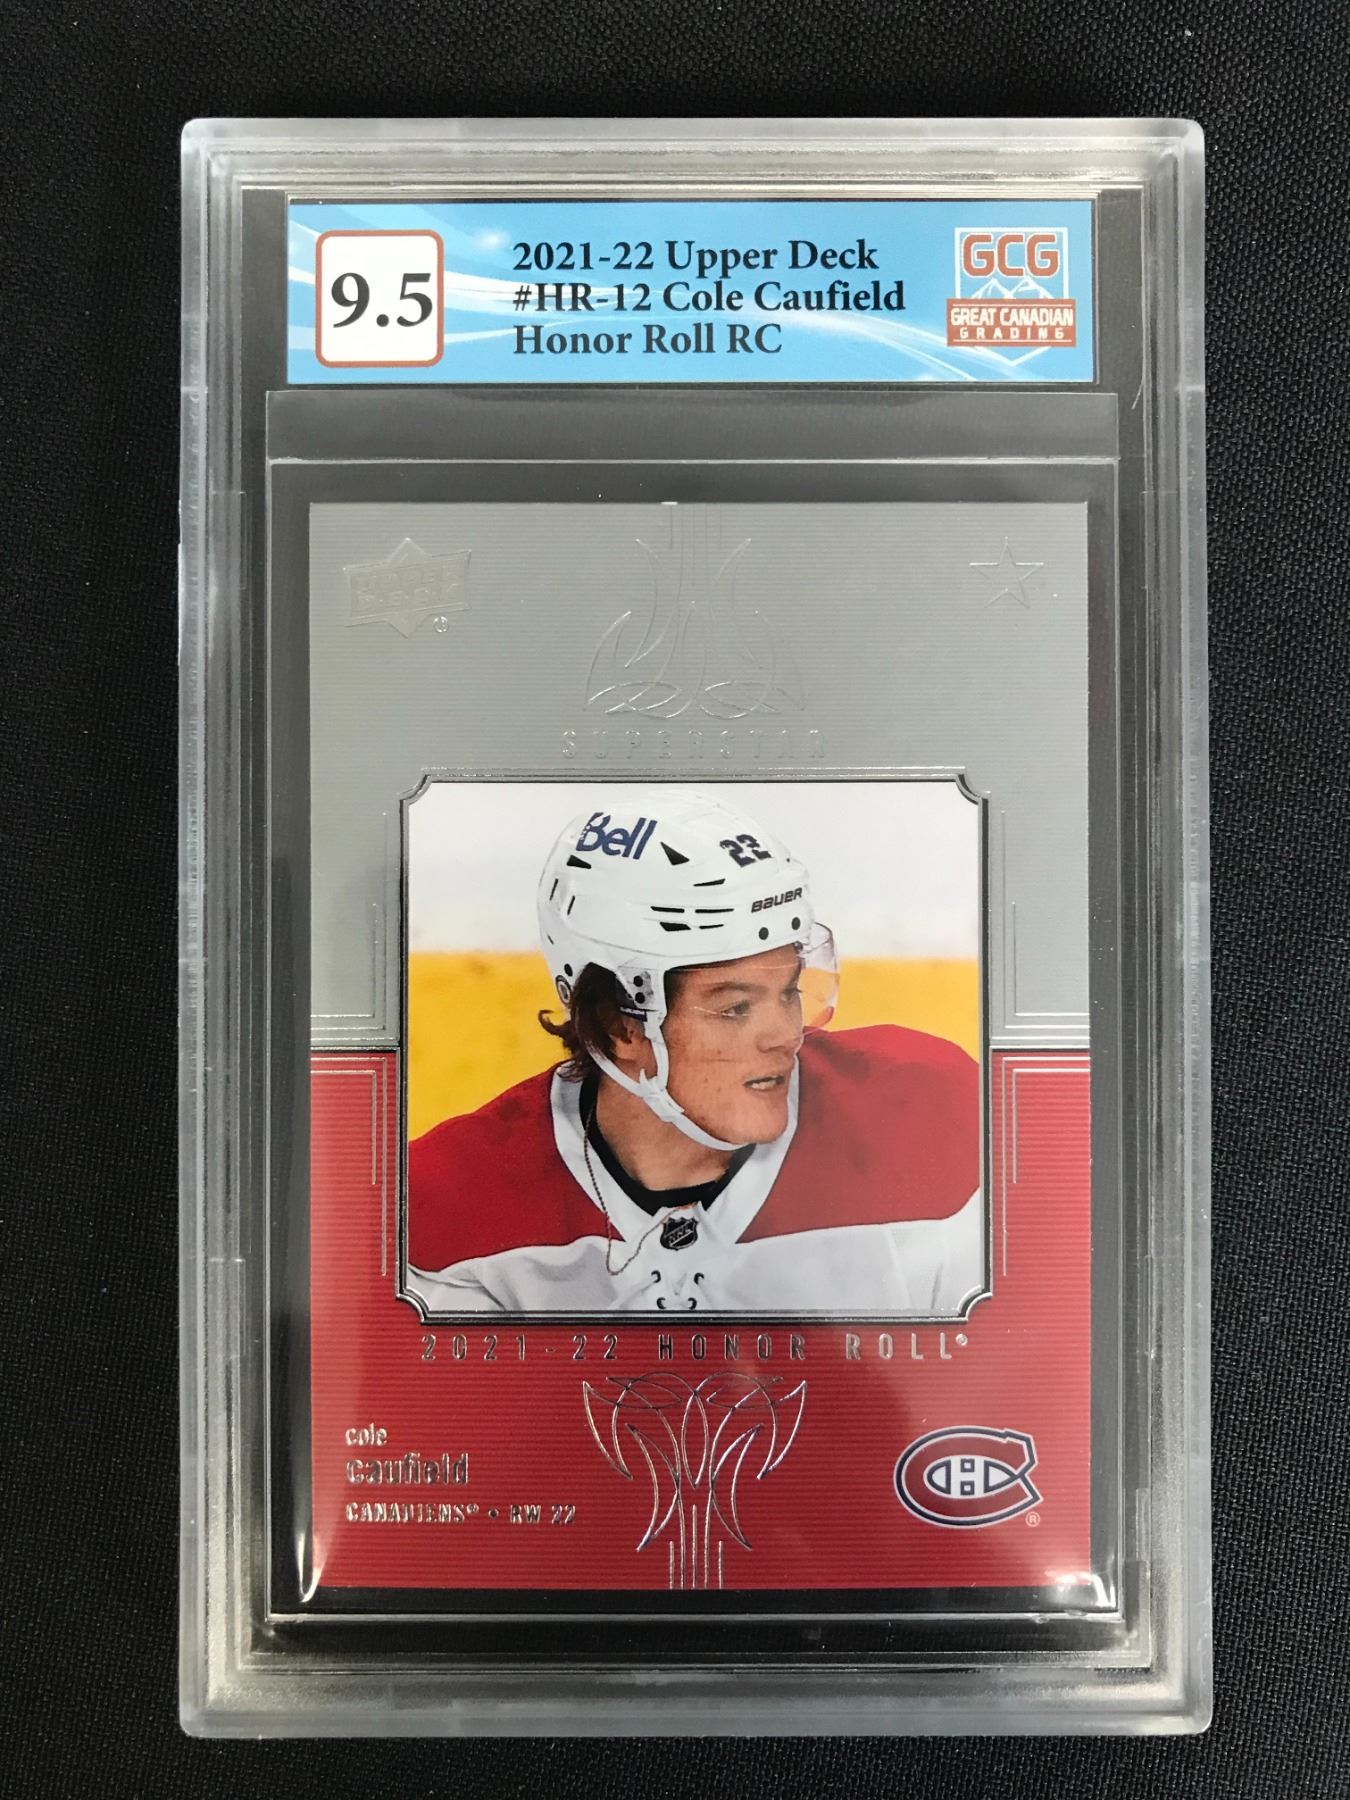 9.5
2021-22 Upper Deck
#HR-12 Cole Caufield
Honor Roll RC
GCG
GREAT CANADIAN
GRADING
UPPER
DECK
SUPERSTAR
Bell
22
BAUER
NHL
2021-22 HONOR ROLL®
cole
caufield
CANADIENS® • RW 22